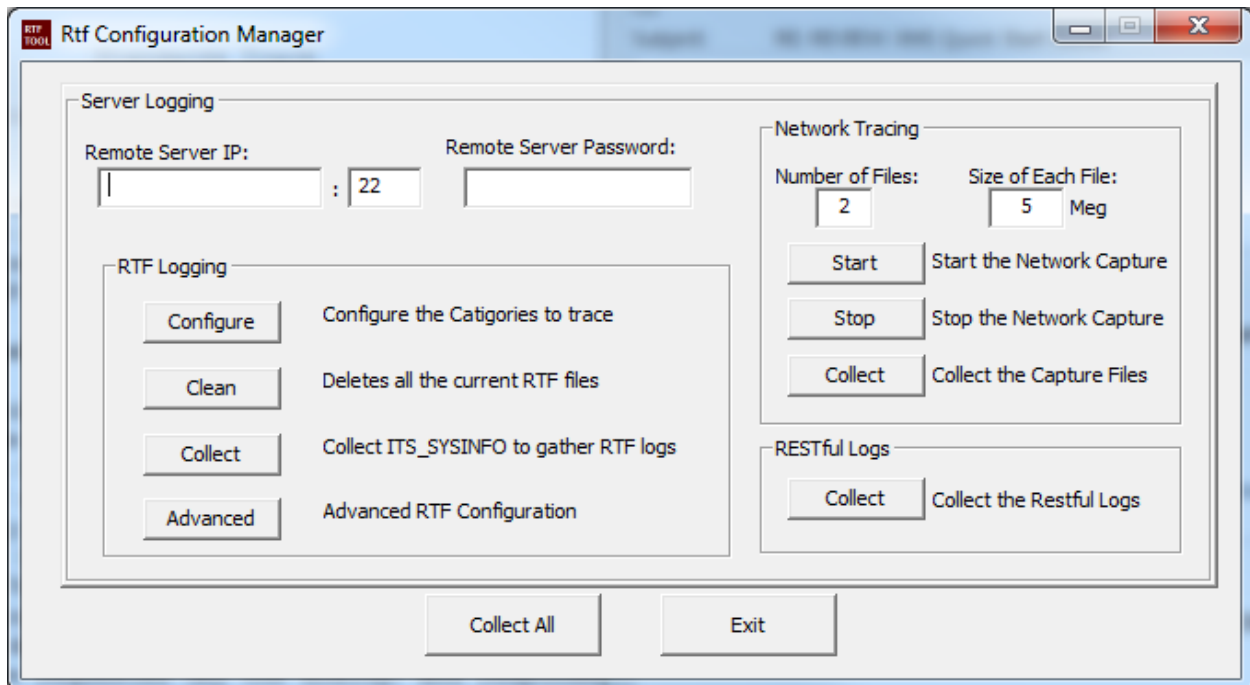 RTF
TOOL
Rtf Configuration Manager
Server Logging
Remote Server IP:
: 22
Remote Server Password:
RTF Logging
Configure Configure the Catigories to trace
Clean Deletes all the current RTF files
Collect Collect ITS_SYSINFO to gather RTF logs
Advanced Advanced RTF Configuration
Network Tracing
Number of Files: Size of Each File:
2 5 Meg
Start Start the Network Capture
Stop Stop the Network Capture
Collect Collect the Capture Files
RESTful Logs
Collect Collect the Restful Logs
Collect All Exit